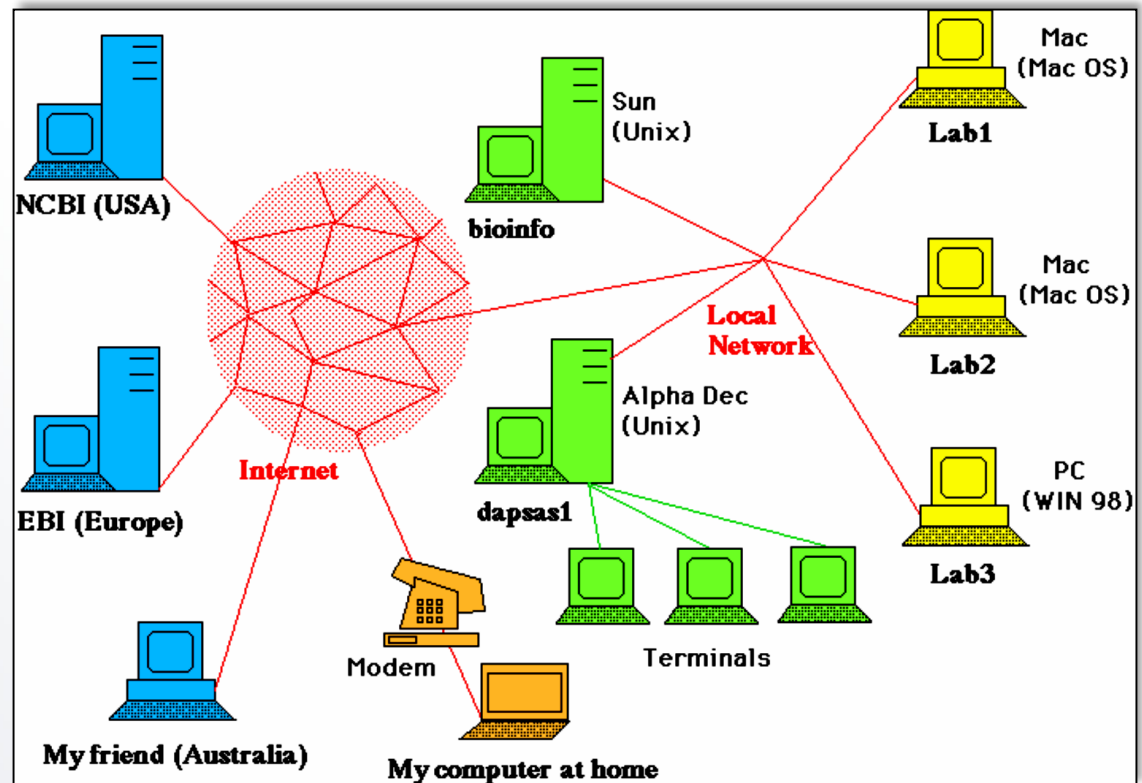 NCBI (USA)
Sun
(Unix)
bioinfo
Mac
(Mac OS)
Lab1
Mac
(Mac OS)
Lab2
Local
Network
EBI (Europe)
Internet
Alpha Dec
(Unix)
dapsas1
PC
(WIN 98)
Lab3
Modem
Terminals
My friend (Australia)
My computer at home